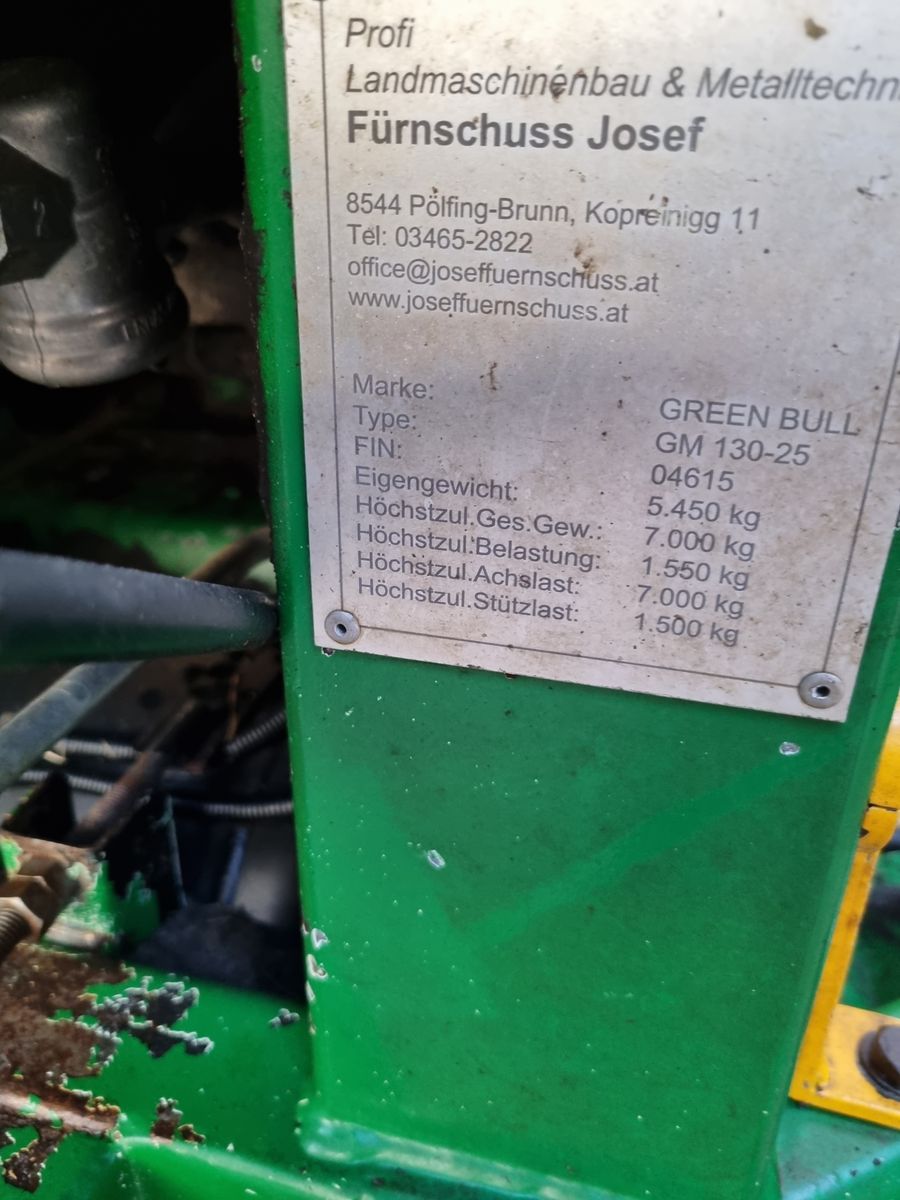 Profi
Landmaschinenbau & Metalltechn
Fürnschuss Josef
8544 Pölfing-Brunn, Kopreinigg 11
Tel: 03465-2822
office@joseffuernschuss.at
www.joseffuernschuss.at
Marke: GREEN BULL
Type: GM 130-25
FIN: 04615
Eigengewicht: 5.450 kg
Höchstzul.Ges.Gew.: 7.000 kg
Höchstzul.Belastung: 1.550 kg
Höchstzul.Achslast: 7.000 kg
Höchstzul.Stützlast: 1.500 kg